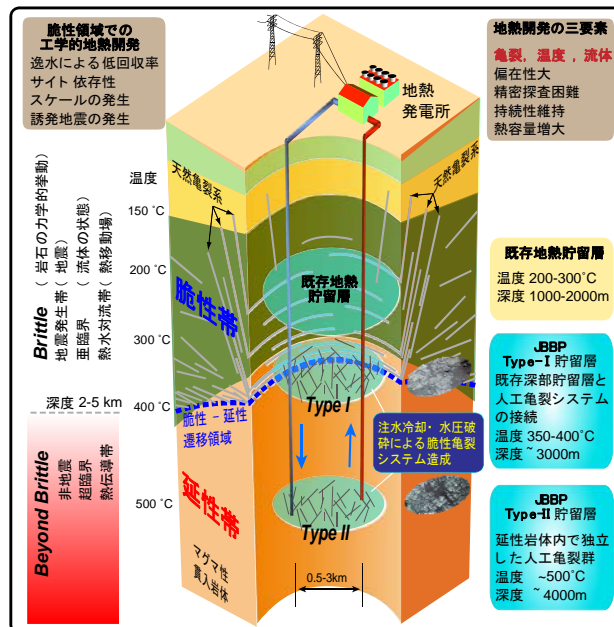 脆性領域での
工学的地熱開発
逸水による低回収率
サイト 依存性
スケールの発生
誘発地震の発生
地熱開発の三要素
亀裂，温度，流体
偏在性大
精密探査困難
持続性維持
熱容量増大
地熱
発電所
温度
天然亀裂系
天然亀裂系
150 ℃
200 ℃
300 ℃
400 ℃
500 ℃
Brittle （岩石の力学的挙動）
地震発生帯（地震）
亜臨界 （流体の状態）
熱水対流帯（熱移動場）
深度 2-5 km
Beyond Brittle
非地震
超臨界
熱伝導帯
脆性帯
既存地熱
貯留層
Type I
脆性 – 延性
遷移領域
注水冷却・水圧破
砕による脆性亀裂
システム造成
延性帯
Type II
マグマ性
貫入岩体
0.5-3km
既存地熱貯留層
温度 200-300℃
深度 1000-2000m
JBBP
Type-I 貯留層
既存深部貯留層と
人工亀裂システム
の接続
温度 350-400℃
深度 ~3000m
JBBP
Type-II 貯留層
延性岩体内で独立
した人工亀裂群
温度 ~500℃
深度 ~4000m